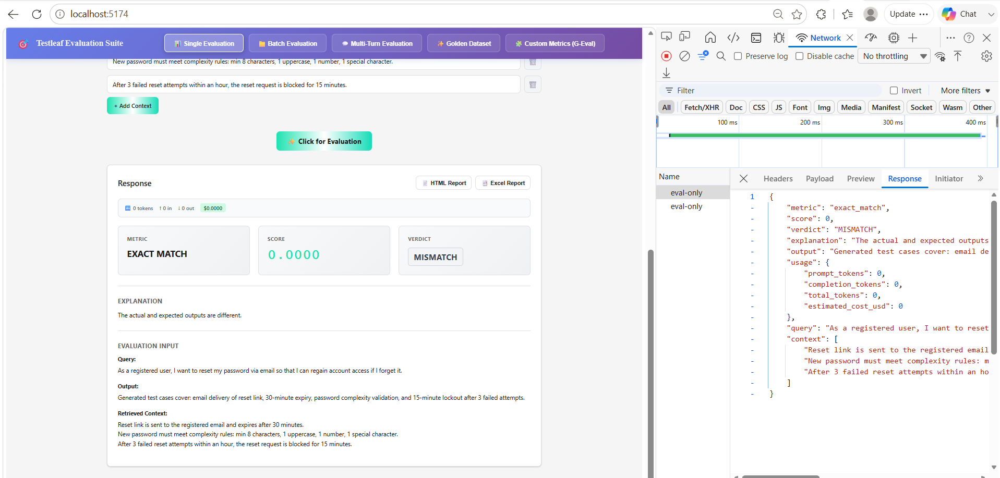 localhost:5174
Update
Chat
Testleaf Evaluation Suite
Single Evaluation
Batch Evaluation
Multi-Turn Evaluation
Golden Dataset
Custom Metrics (G-Eval)
New password must meet complexity rules: min 8 characters, 1 uppercase, 1 number, 1 special character.
After 3 failed reset attempts within an hour, the reset request is blocked for 15 minutes.
+ Add Context
Click for Evaluation
Response
HTML Report
Excel Report
0 tokens ↑ 0 in ↓ 0 out $0.0000
METRIC
EXACT MATCH
SCORE
0.0000
VERDICT
MISMATCH
EXPLANATION
The actual and expected outputs are different.
EVALUATION INPUT
Query:
As a registered user, I want to reset my password via email so that I can regain account access if I forget it.
Output:
Generated test cases cover: email delivery of reset link, 30-minute expiry, password complexity validation, and 15-minute lockout after 3 failed attempts.
Retrieved Context:
Reset link is sent to the registered email and expires after 30 minutes.
New password must meet complexity rules: min 8 characters, 1 uppercase, 1 number, 1 special character.
After 3 failed reset attempts within an hour, the reset request is blocked for 15 minutes.
Network
Preserve log
Disable cache
No throttling
Filter
Invert
More filters
All Fetch/XHR Doc CSS JS Font Img Media Manifest Socket Wasm Other
100 ms 200 ms 300 ms 400 ms
Name
eval-only
eval-only
Headers Payload Preview Response Initiator
1 {
- "metric": "exact_match",
- "score": 0,
- "verdict": "MISMATCH",
- "explanation": "The actual and expected outputs
- "output": "Generated test cases cover: email de
- "usage": {
- "prompt_tokens": 0,
- "completion_tokens": 0,
- "total_tokens": 0,
- "estimated_cost_usd": 0
- },
- "query": "As a registered user, I want to reset
- "context": [
- "Reset link is sent to the registered email
- "New password must meet complexity rules: m
- "After 3 failed reset attempts within an ho
- ]
- }